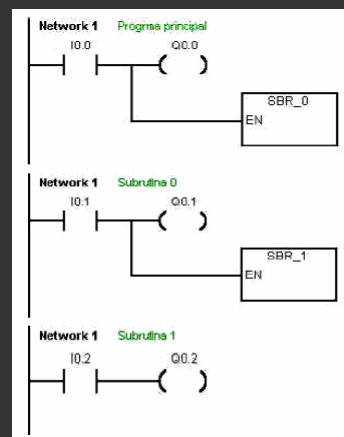 Network 1 Progrma principal
I0.0 Q0.0
SBR_0
EN
Network 1 Subrutina 0
I0.1 Q0.1
SBR_1
EN
Network 1 Subrutina 1
I0.2 Q0.2